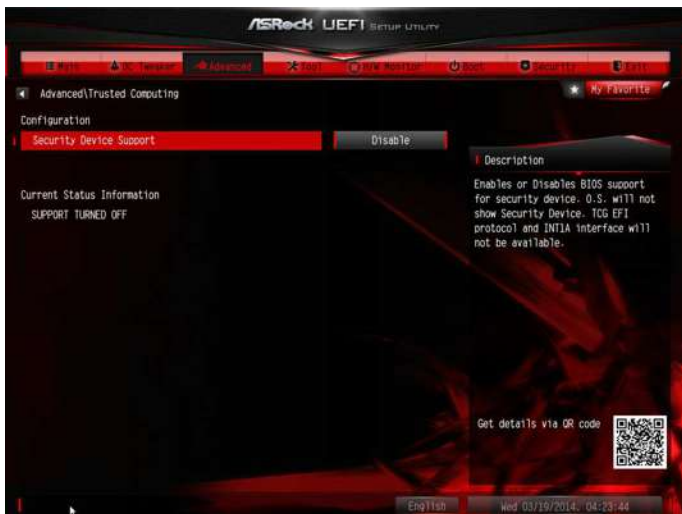 ASRock UEFI SETUP UTILITY
Main OC Tweaker Advanced Tool H/W Monitor Boot Security Exit
Advanced\Trusted Computing
My Favorite
Configuration
Security Device Support Disable
Description
Enables or Disables BIOS support
for security device. O.S. will not
show Security Device. TCG EFI
protocol and INT1A interface will
not be available.
Current Status Information
SUPPORT TURNED OFF
Get details via QR code
English Wed 03/19/2014, 04:23:44